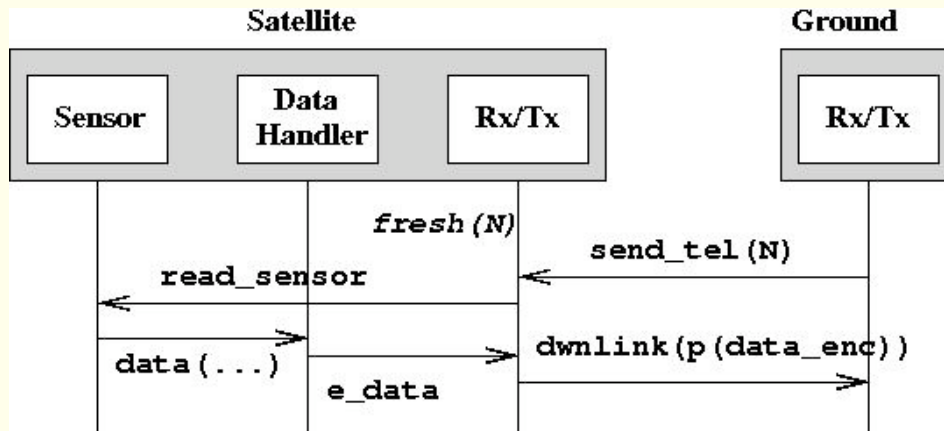 Satellite
Ground
Sensor
Data
Handler
Rx/Tx
Rx/Tx
fresh(N)
send_tel(N)
read_sensor
data(...)
e_data
dwnlink(p(data_enc))